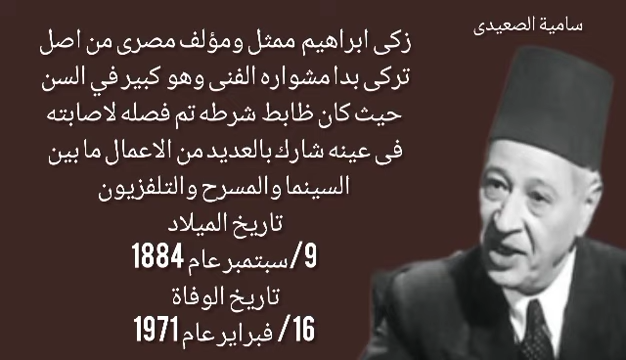 سامية الصعيدى
زكى ابراهيم ممثل ومؤلف مصرى من اصل
تركى بدا مشواره الفنى وهو كبير في السن
حيث كان ظابط شرطه تم فصله لاصابته
فى عينه شارك بالعديد من الاعمال ما بين
السينما والمسرح والتلفزيون
تاريخ الميلاد
9/سبتمبر عام 1884
تاريخ الوفاة
16/ فبراير عام 1971